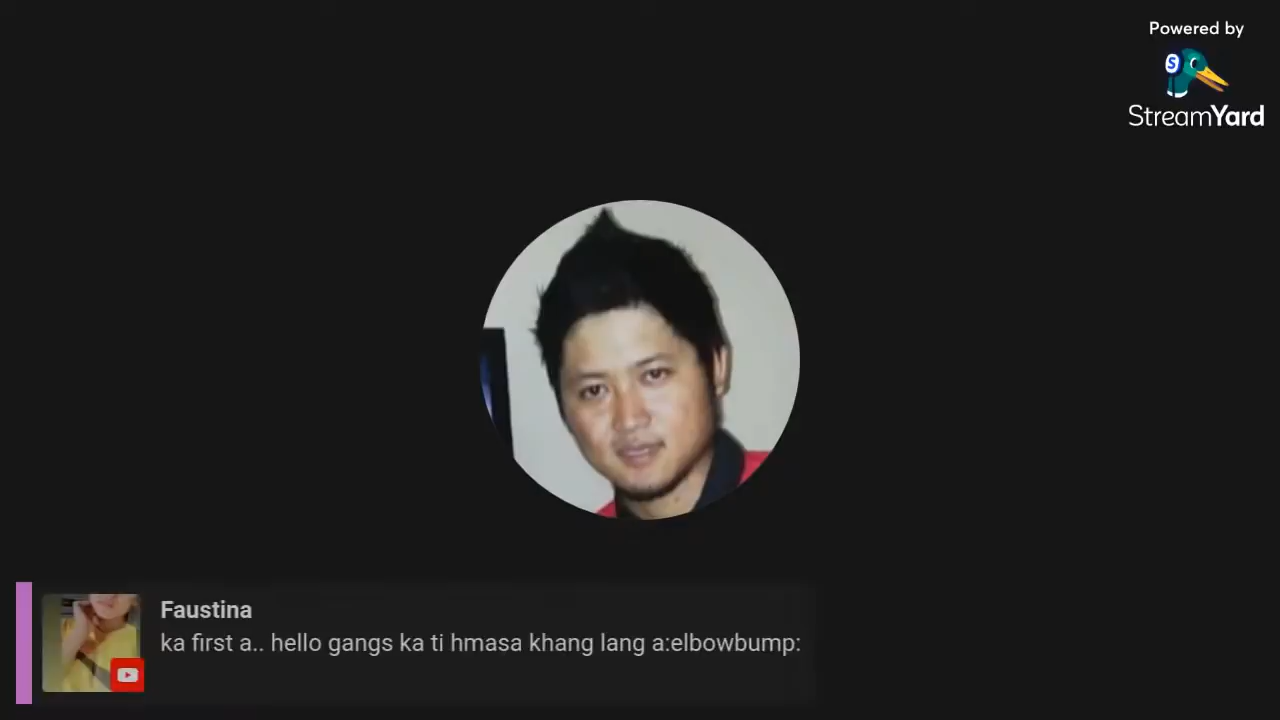 Powered by
S
StreamYard
Faustina
ka first a.. hello gangs ka ti hmasa khang lang a:elbowbump: